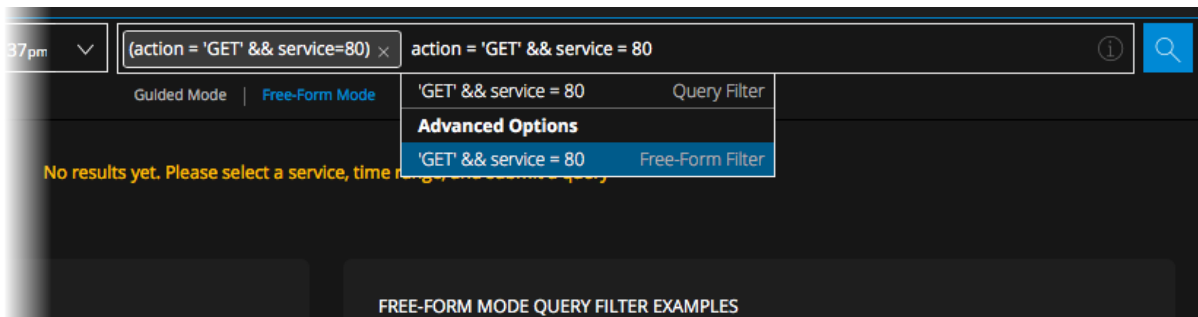 37pm (action = 'GET' && service=80) × action = 'GET' && service = 80
Guided Mode | Free-Form Mode
'GET' && service = 80 Query Filter
Advanced Options
'GET' && service = 80 Free-Form Filter
No results yet. Please select a service, time range, and submit a query
FREE-FORM MODE QUERY FILTER EXAMPLES